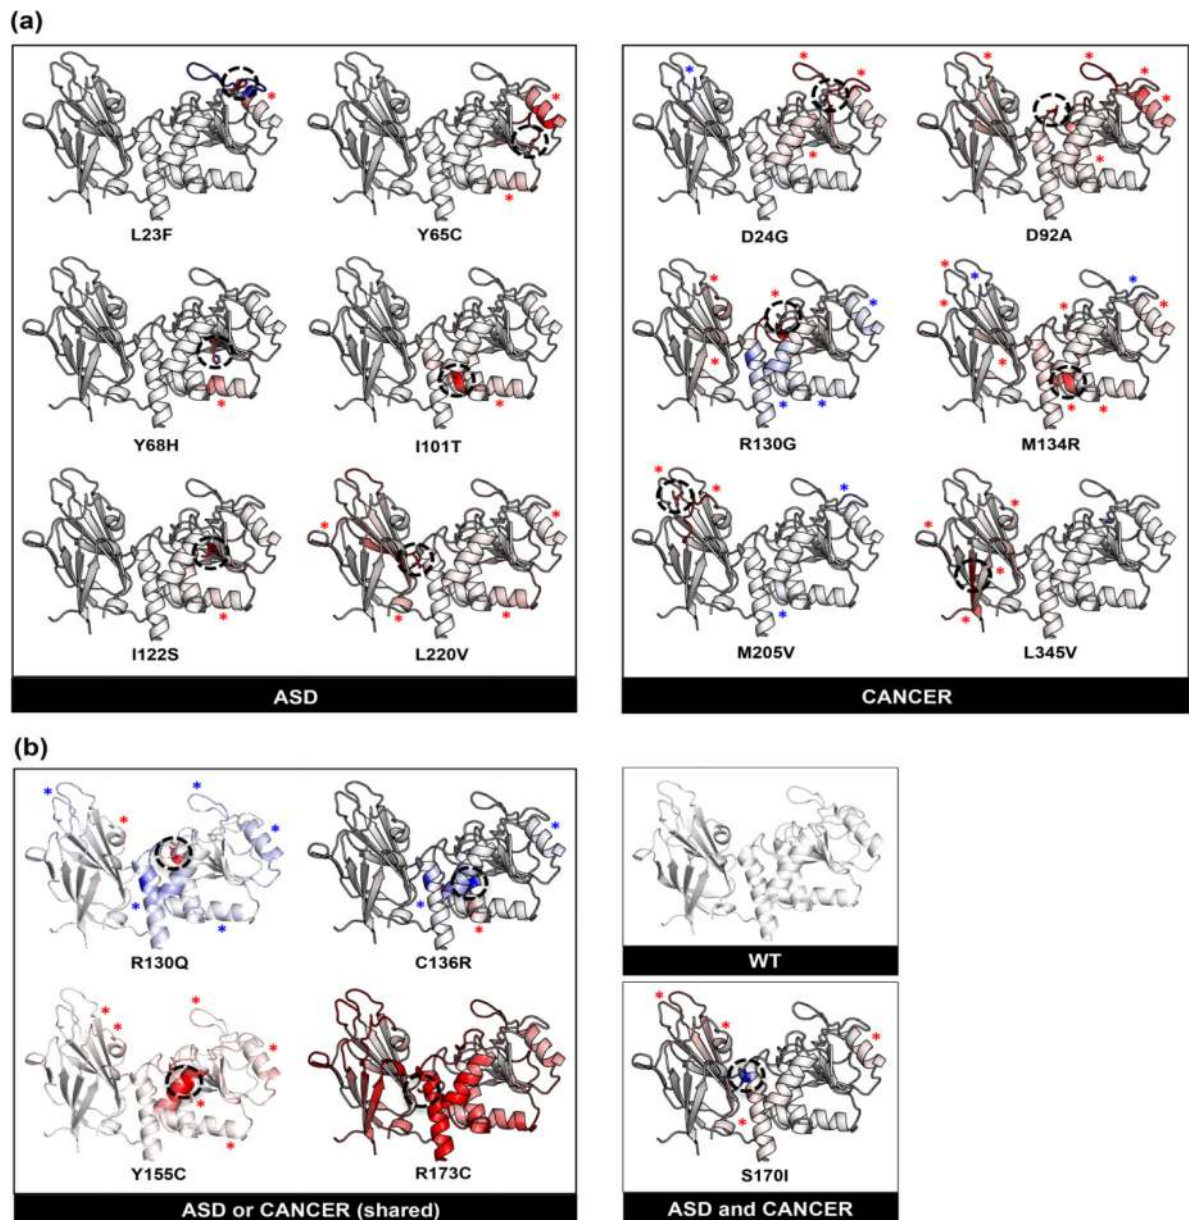 (a)
L23F
Y65C
D24G
D92A
Y68H
I101T
R130G
M134R
I122S
L220V
M205V
L345V
ASD
CANCER
(b)
R130Q
C136R
WT
Y155C
R173C
S170I
ASD OR CANCER (shared)
ASD and CANCER